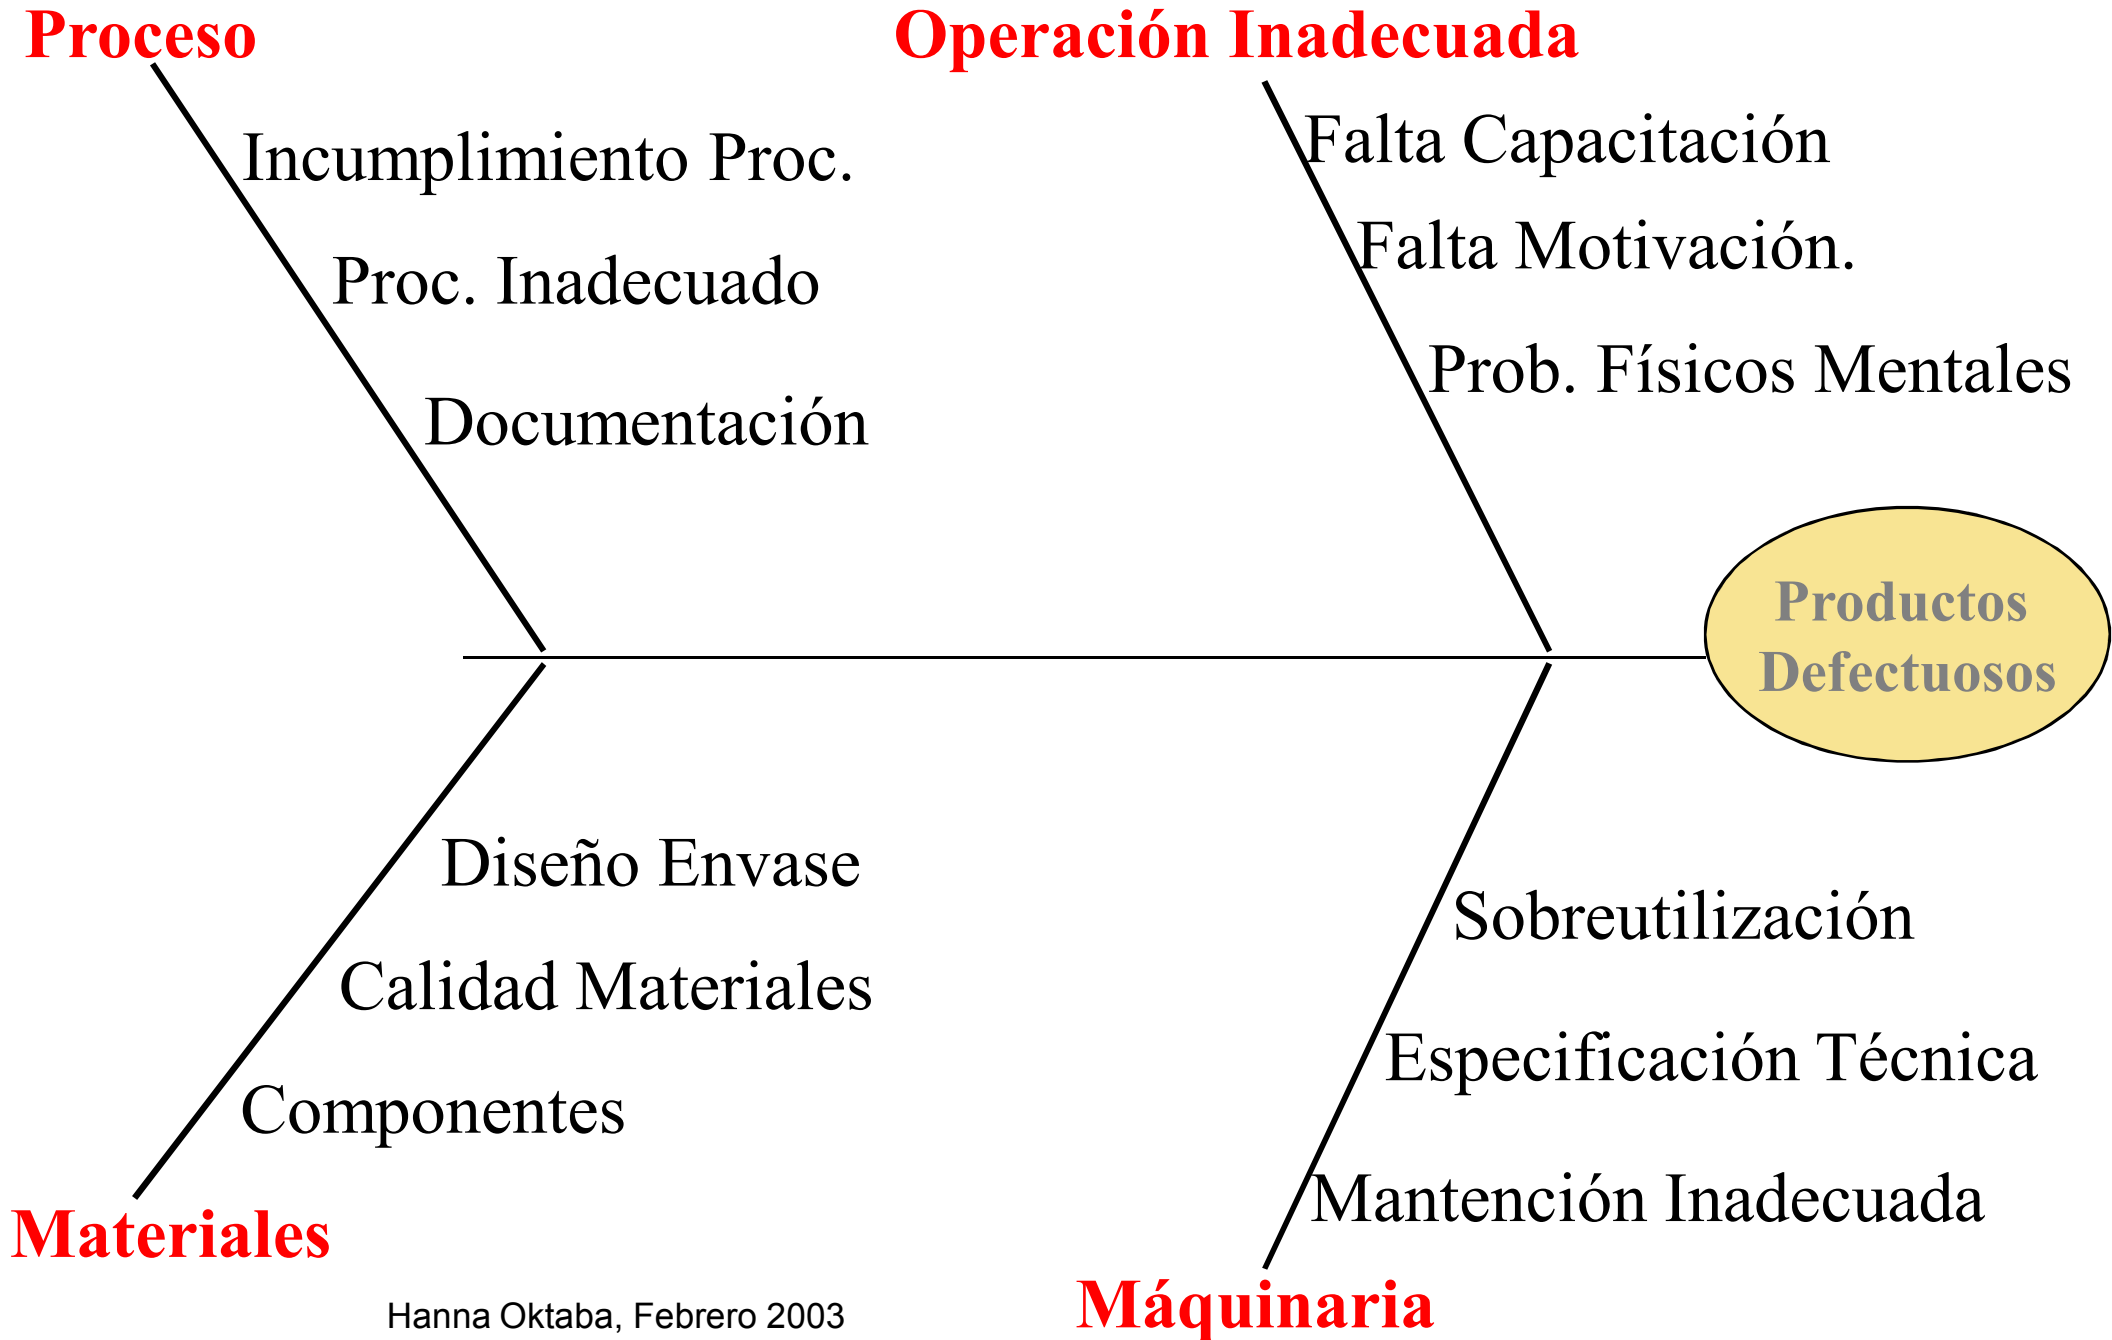 Proceso
Operación Inadecuada
Incumplimiento Proc.
Proc. Inadecuado
Documentación
Falta Capacitación
Falta Motivación.
Prob. Físicos Mentales
Productos
Defectuosos
Diseño Envase
Calidad Materiales
Componentes
Materiales
Sobreutilización
Especificación Técnica
Mantención Inadecuada
Máquinaria
Hanna Oktaba, Febrero 2003